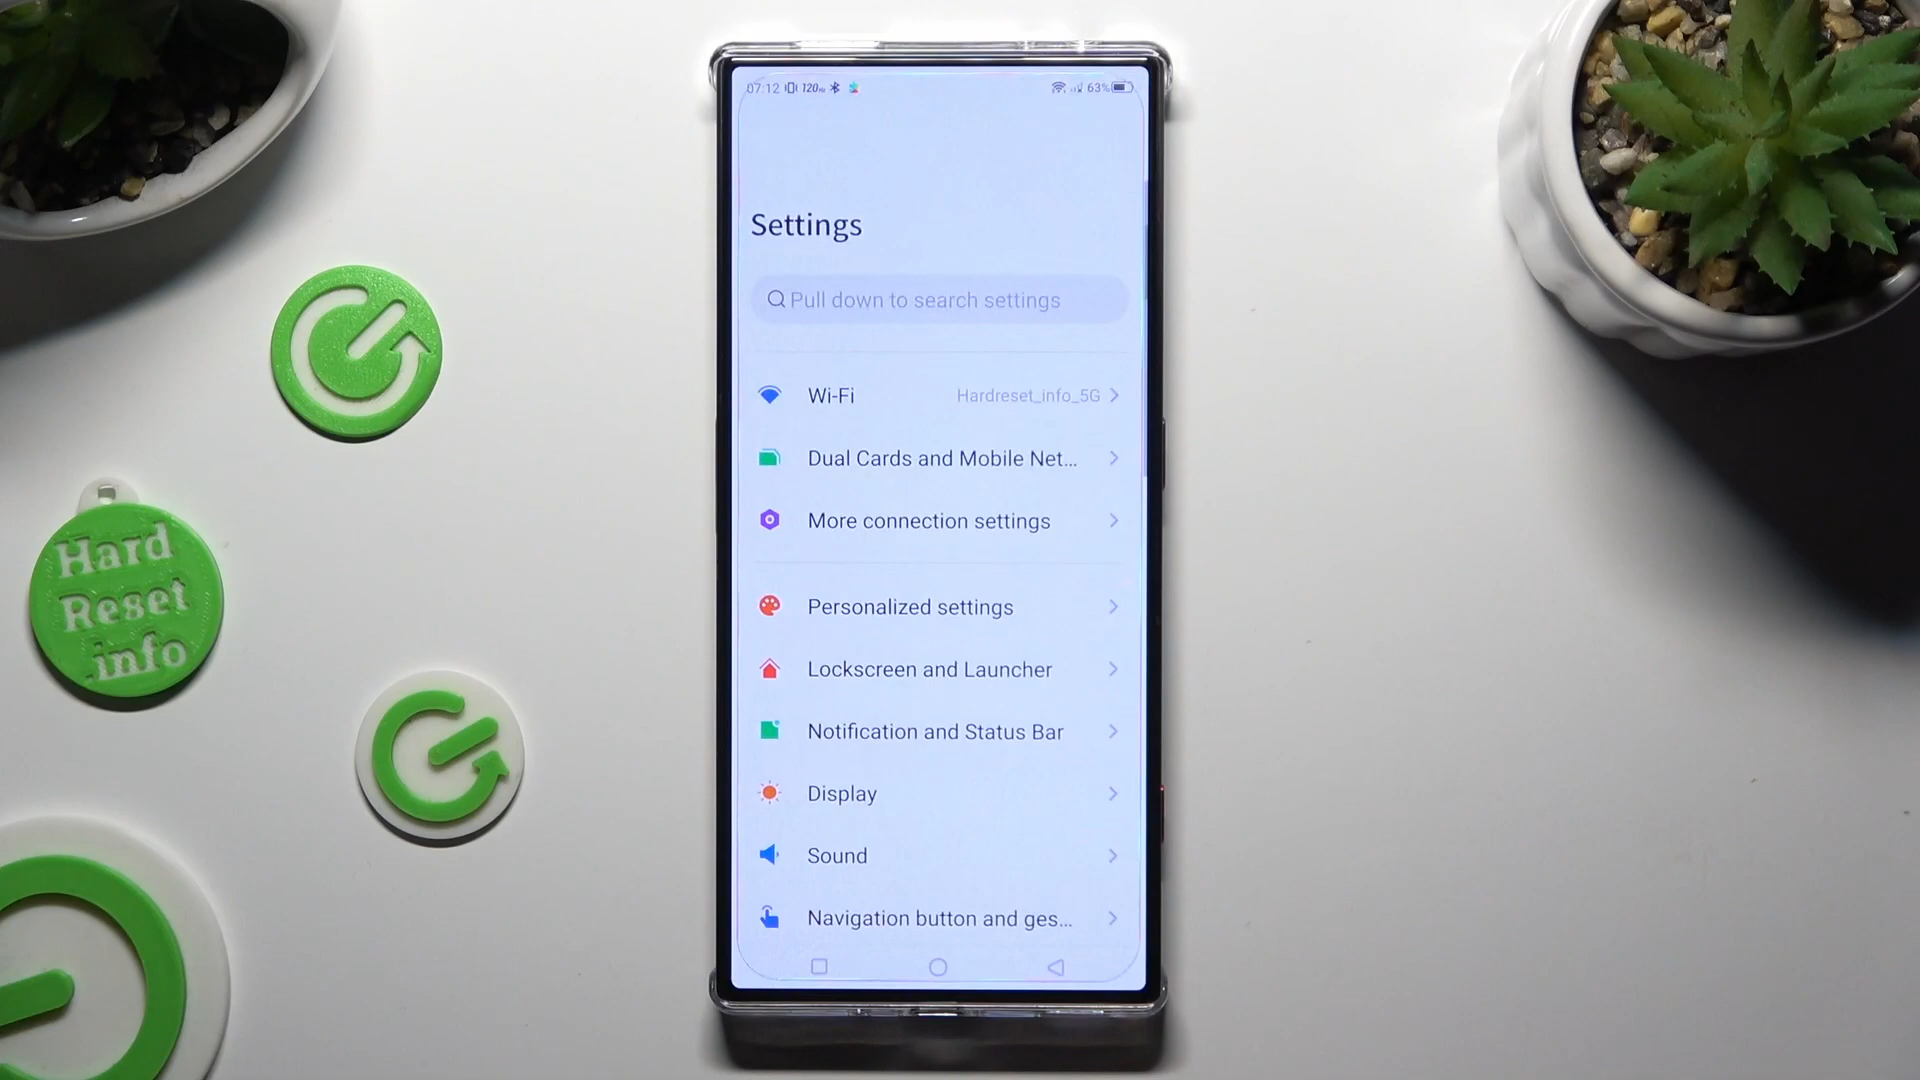 07:12 120Hz 63%
Settings
Pull down to search settings
Wi-Fi Hardreset_info_5G
Dual Cards and Mobile Net...
More connection settings
Personalized settings
Lockscreen and Launcher
Notification and Status Bar
Display
Sound
Navigation button and ges...
Hard
Reset
.info